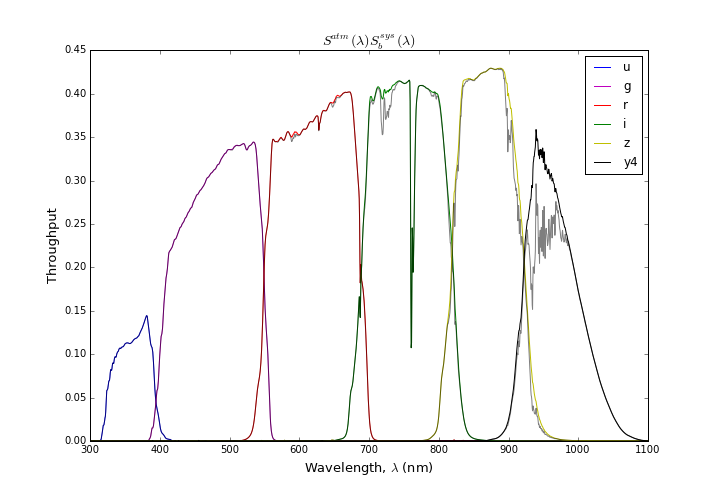 S^{atm}(λ)S_b^{sys}(λ)
0.45
0.40
0.35
0.30
0.25
0.20
0.15
0.10
0.05
0.00
Throughput
300 400 500 600 700 800 900 1000 1100
Wavelength, λ (nm)
u
g
r
i
z
y4